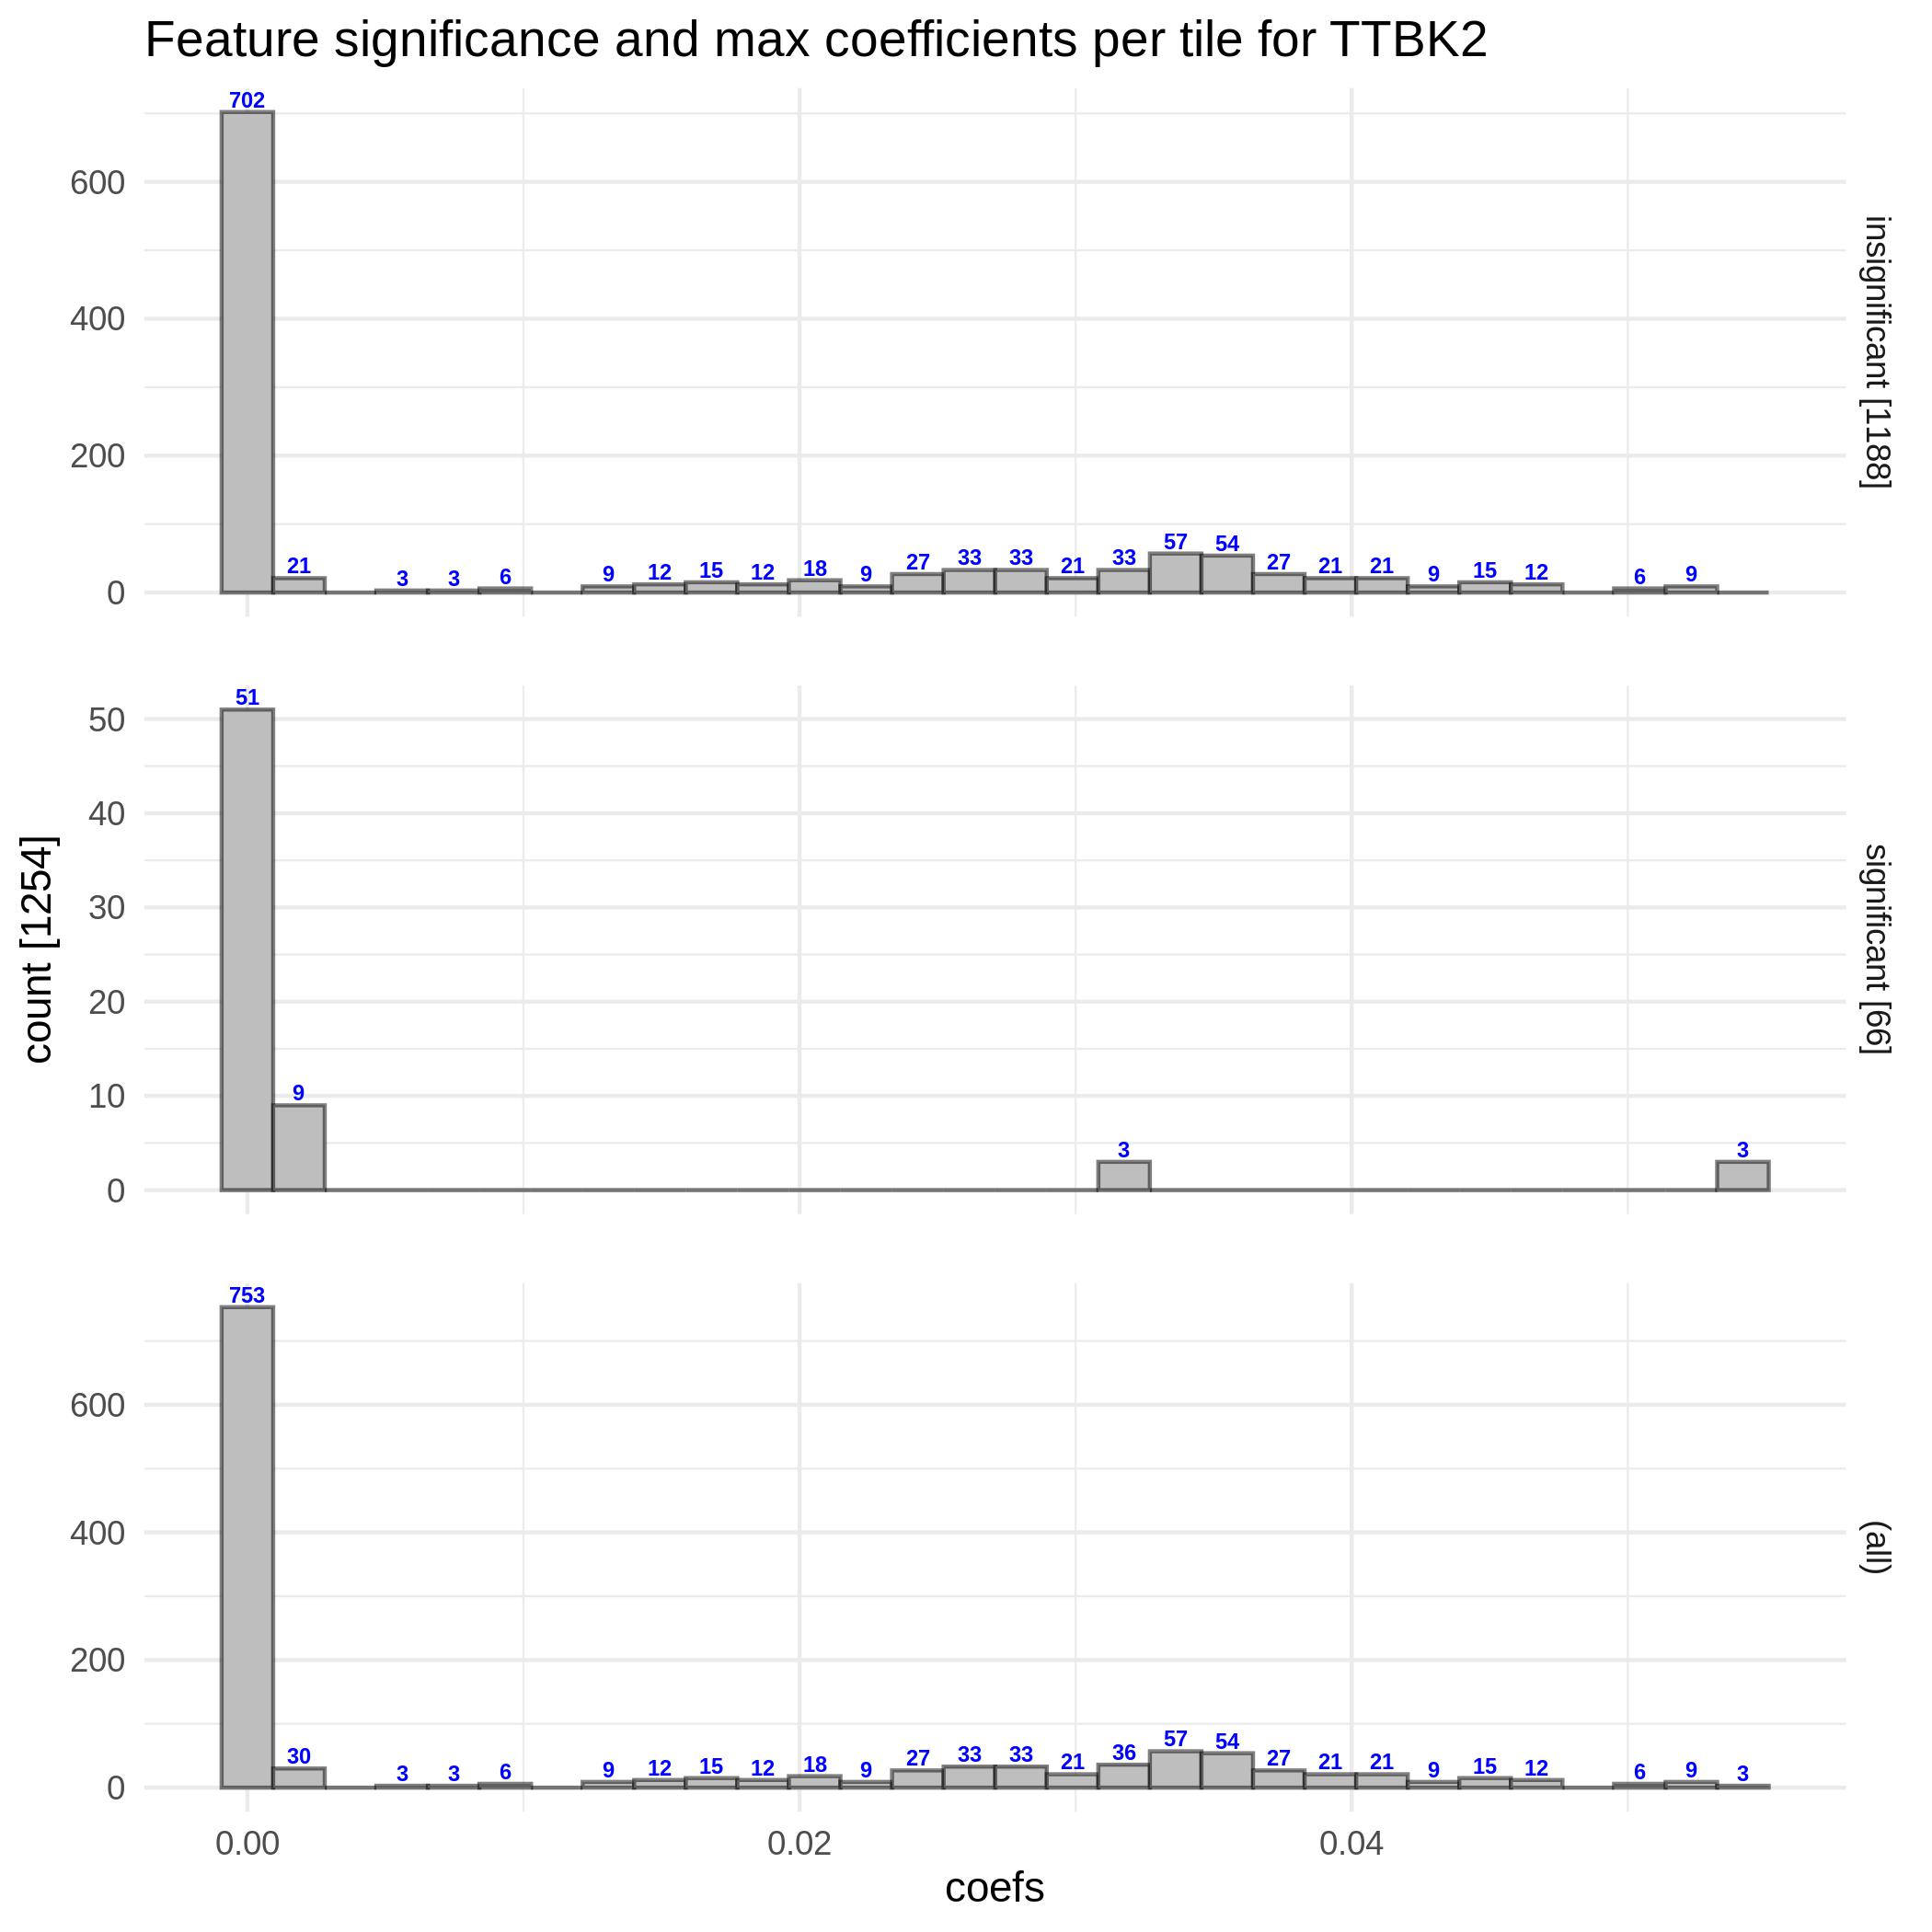 Feature significance and max coefficients per tile for TTBK2
702
600
400
200
0
21 3 3 6 9 12 15 12 18 9 27 33 33 21 33 57 54 27 21 21 9 15 12 6 9
insignificant [1188]
51
50
40
30
20
10
0
9 3 3
significant [66]
count [1254]
753
600
400
200
0
30 3 3 6 9 12 15 12 18 9 27 33 33 21 36 57 54 27 21 21 9 15 12 6 9 3
(all)
0.00 0.02 0.04
coefs